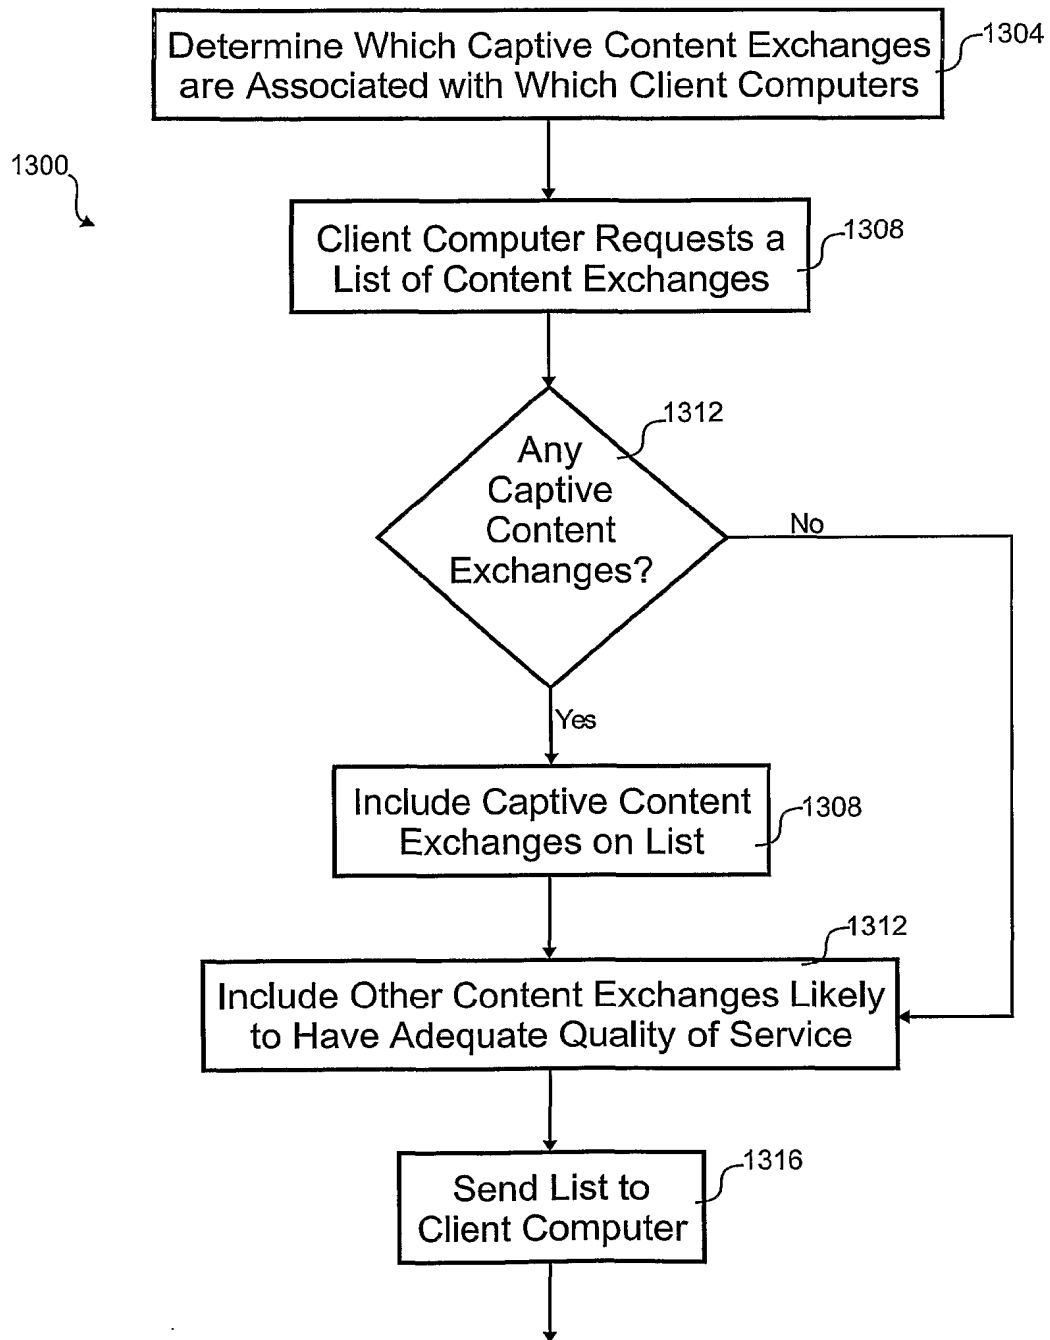 Determine Which Captive Content Exchanges
are Associated with Which Client Computers
1304
1300
Client Computer Requests a
List of Content Exchanges
1308
1312
Any
Captive
Content
Exchanges?
No
Yes
Include Captive Content
Exchanges on List
1308
1312
Include Other Content Exchanges Likely
to Have Adequate Quality of Service
1316
Send List to
Client Computer